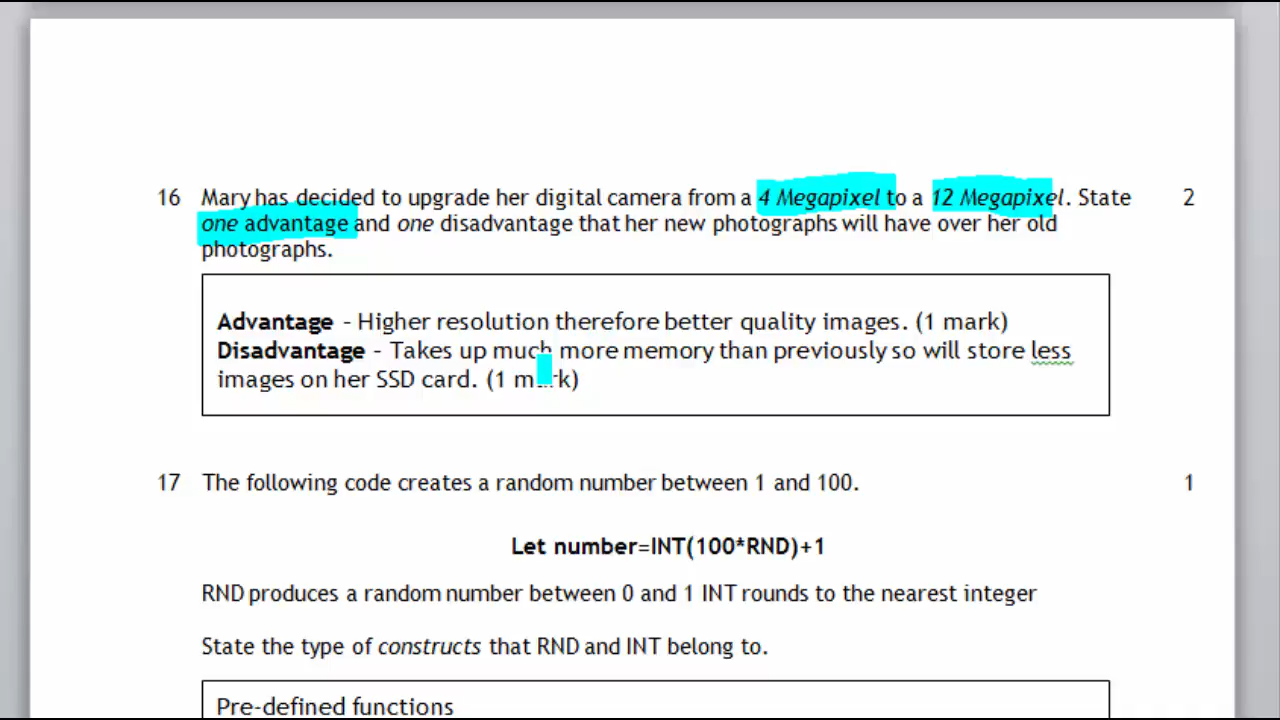 16 Mary has decided to upgrade her digital camera from a 4 Megapixel to a 12 Megapixel. State 2
one advantage and one disadvantage that her new photographs will have over her old
photographs.
Advantage – Higher resolution therefore better quality images. (1 mark)
Disadvantage – Takes up much more memory than previously so will store less
images on her SSD card. (1 mark)
17 The following code creates a random number between 1 and 100. 1
Let number=INT(100*RND)+1
RND produces a random number between 0 and 1 INT rounds to the nearest integer
State the type of constructs that RND and INT belong to.
Pre-defined functions